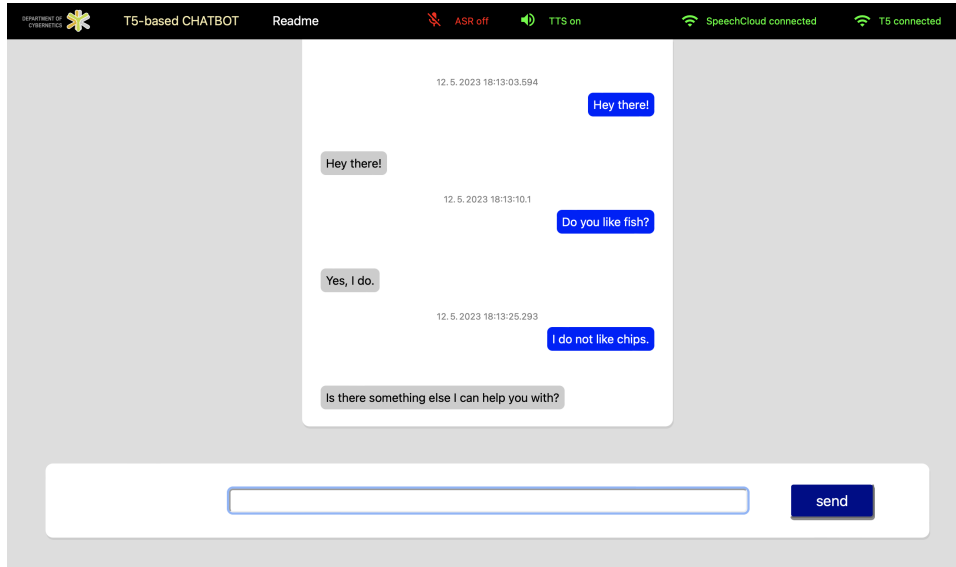 DEPARTMENT OF
CYBERNETICS
T5-based CHATBOT
Readme
ASR off
TTS on
SpeechCloud connected
T5 connected
12. 5. 2023 18:13:03.594
Hey there!
Hey there!
12. 5. 2023 18:13:10.1
Do you like fish?
Yes, I do.
12. 5. 2023 18:13:25.293
I do not like chips.
Is there something else I can help you with?
send